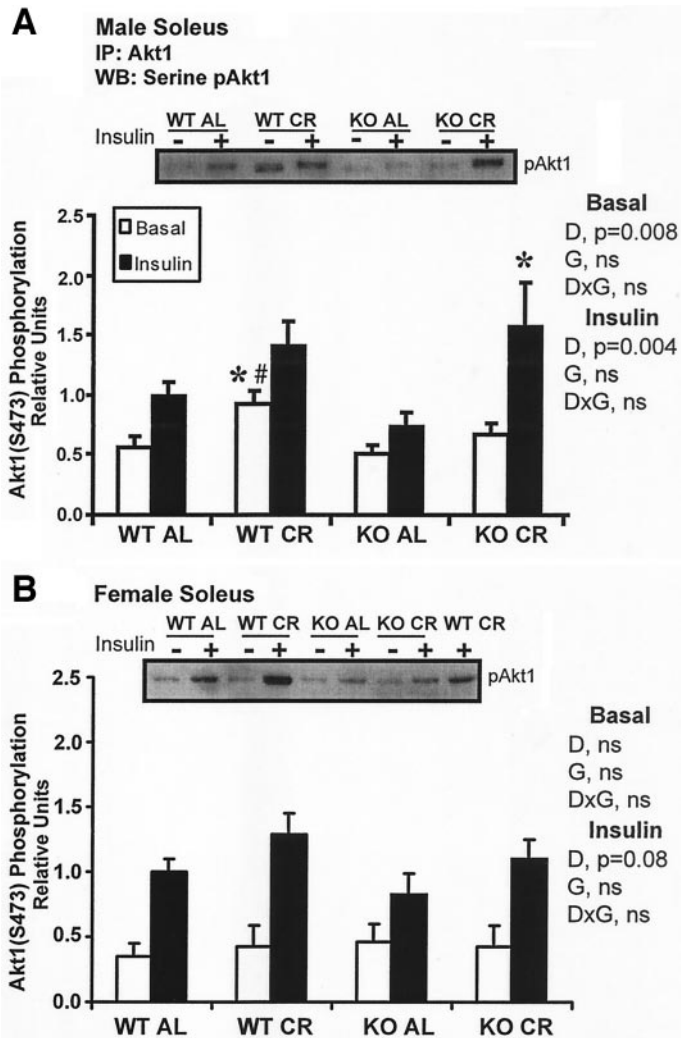 A
Male Soleus
IP: Akt1
WB: Serine pAkt1
WT AL WT CR KO AL KO CR
Insulin - + - + - + - +
pAkt1
2.5
2.0
1.5
1.0
0.5
0.0
Akt1(S473) Phosphorylation
Relative Units
Basal
Insulin
* #
*
WT AL WT CR KO AL KO CR
Basal
D, p=0.008
G, ns
DxG, ns
Insulin
D, p=0.004
G, ns
DxG, ns
B
Female Soleus
WT AL WT CR KO AL KO CR WT CR
Insulin - + - + - + - + +
pAkt1
2.5
2.0
1.5
1.0
0.5
0.0
Akt1(S473) Phosphorylation
Relative Units
WT AL WT CR KO AL KO CR
Basal
D, ns
G, ns
DxG, ns
Insulin
D, p=0.08
G, ns
DxG, ns